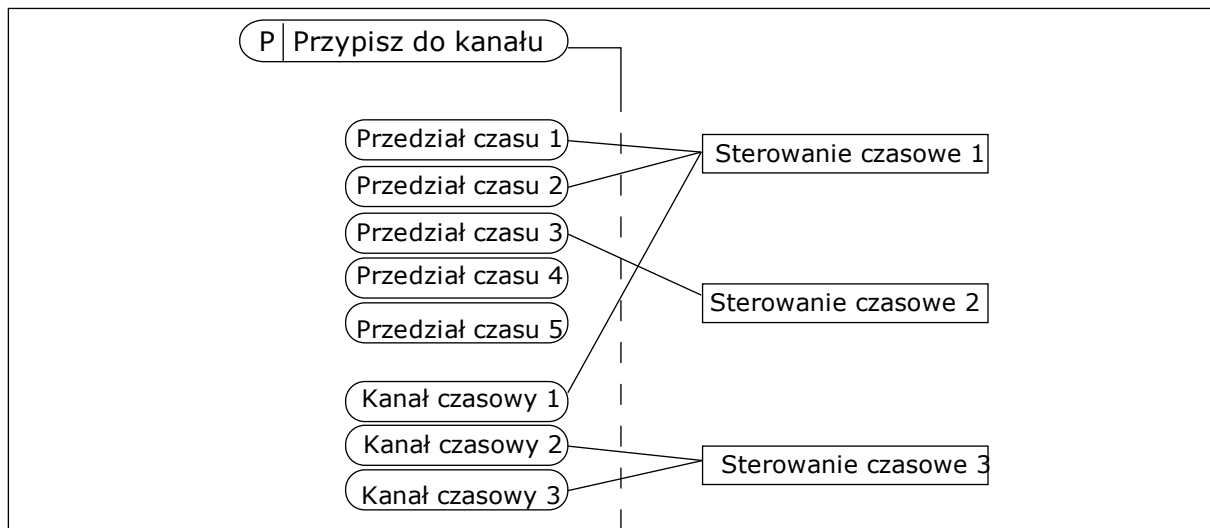 P Przypisz do kanału
Przedział czasu 1
Sterowanie czasowe 1
Przedział czasu 2
Przedział czasu 3
Przedział czasu 4
Sterowanie czasowe 2
Przedział czasu 5
Kanał czasowy 1
Kanał czasowy 2
Sterowanie czasowe 3
Kanał czasowy 3